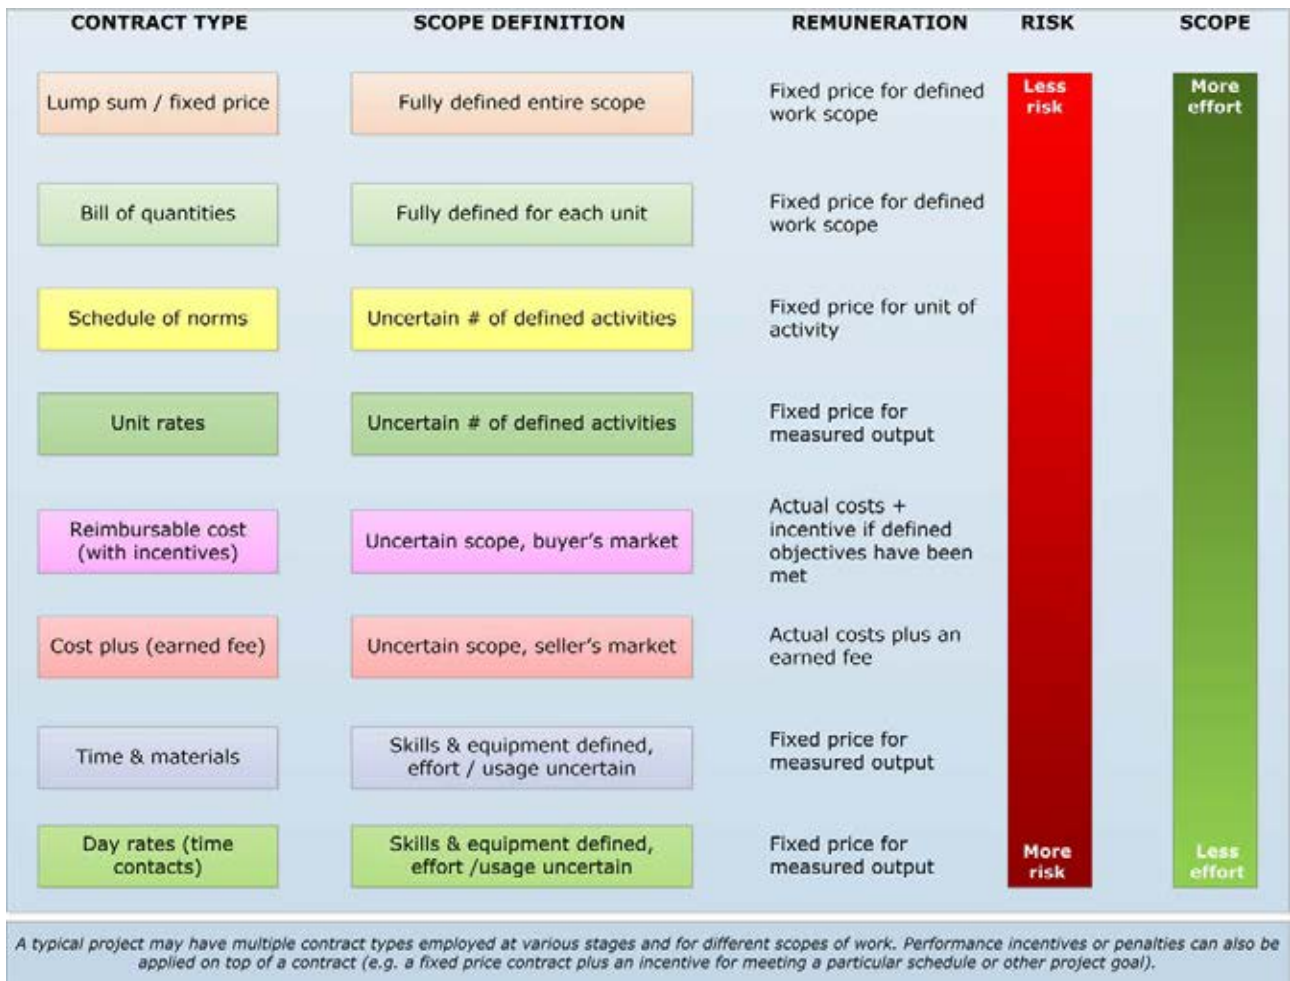 CONTRACT TYPE
SCOPE DEFINITION
REMUNERATION
RISK
SCOPE
Lump sum / fixed price
Fully defined entire scope
Fixed price for defined
work scope
Less
risk
More
effort
Bill of quantities
Fully defined for each unit
Fixed price for defined
work scope
Schedule of norms
Uncertain # of defined activities
Fixed price for unit of
activity
Unit rates
Uncertain # of defined activities
Fixed price for
measured output
Reimbursable cost
(with incentives)
Uncertain scope, buyer's market
Actual costs +
incentive if defined
objectives have been
met
Cost plus (earned fee)
Uncertain scope, seller's market
Actual costs plus an
earned fee
Time & materials
Skills & equipment defined,
effort / usage uncertain
Fixed price for
measured output
Day rates (time
contacts)
Skills & equipment defined,
effort /usage uncertain
Fixed price for
measured output
More
risk
Less
effort
A typical project may have multiple contract types employed at various stages and for different scopes of work. Performance incentives or penalties can also be
applied on top of a contract (e.g. a fixed price contract plus an incentive for meeting a particular schedule or other project goal).